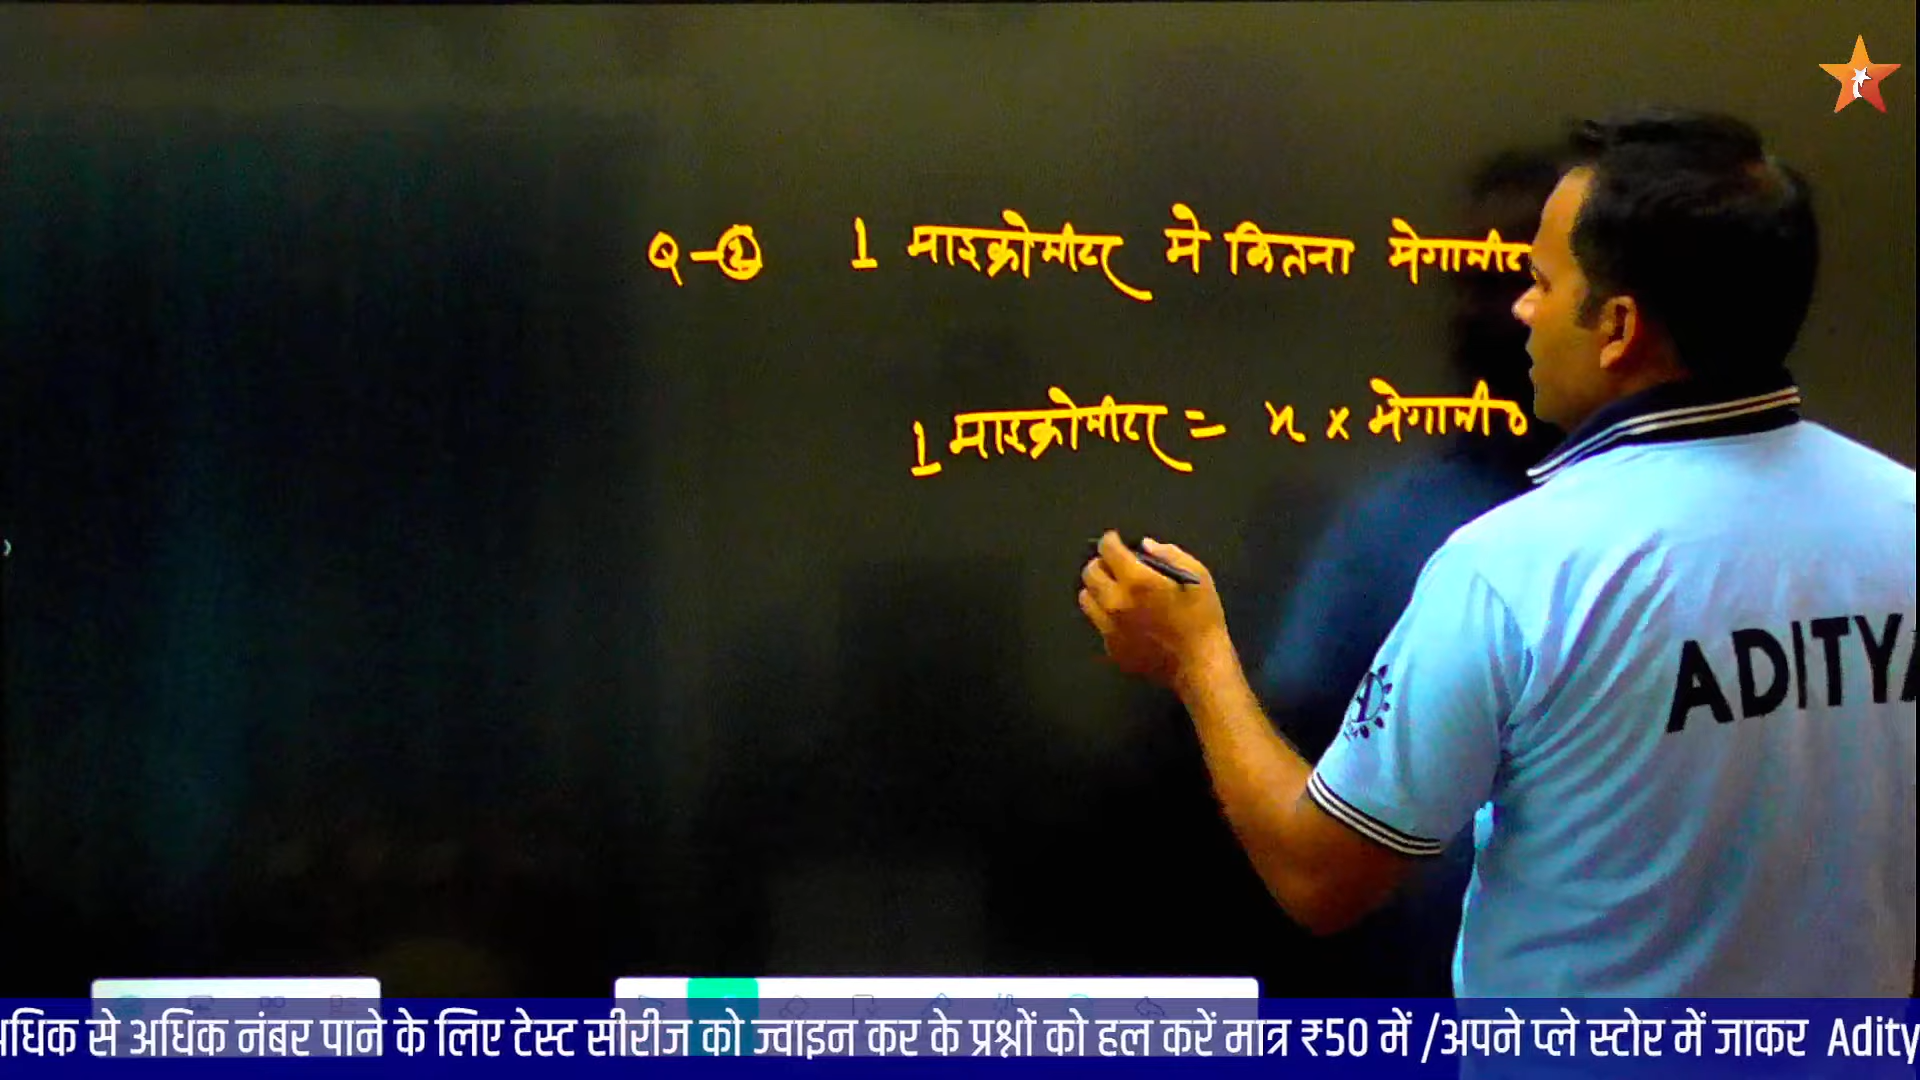 Q-② 1 माइक्रोमीटर में कितना मेगामीट
1 माइक्रोमीटर = x × मेगामी०
ADITYA
धिक से अधिक नंबर पाने के लिए टेस्ट सीरीज को ज्वाइन कर के प्रश्नों को हल करें मात्र ₹50 में /अपने प्ले स्टोर में जाकर Adity